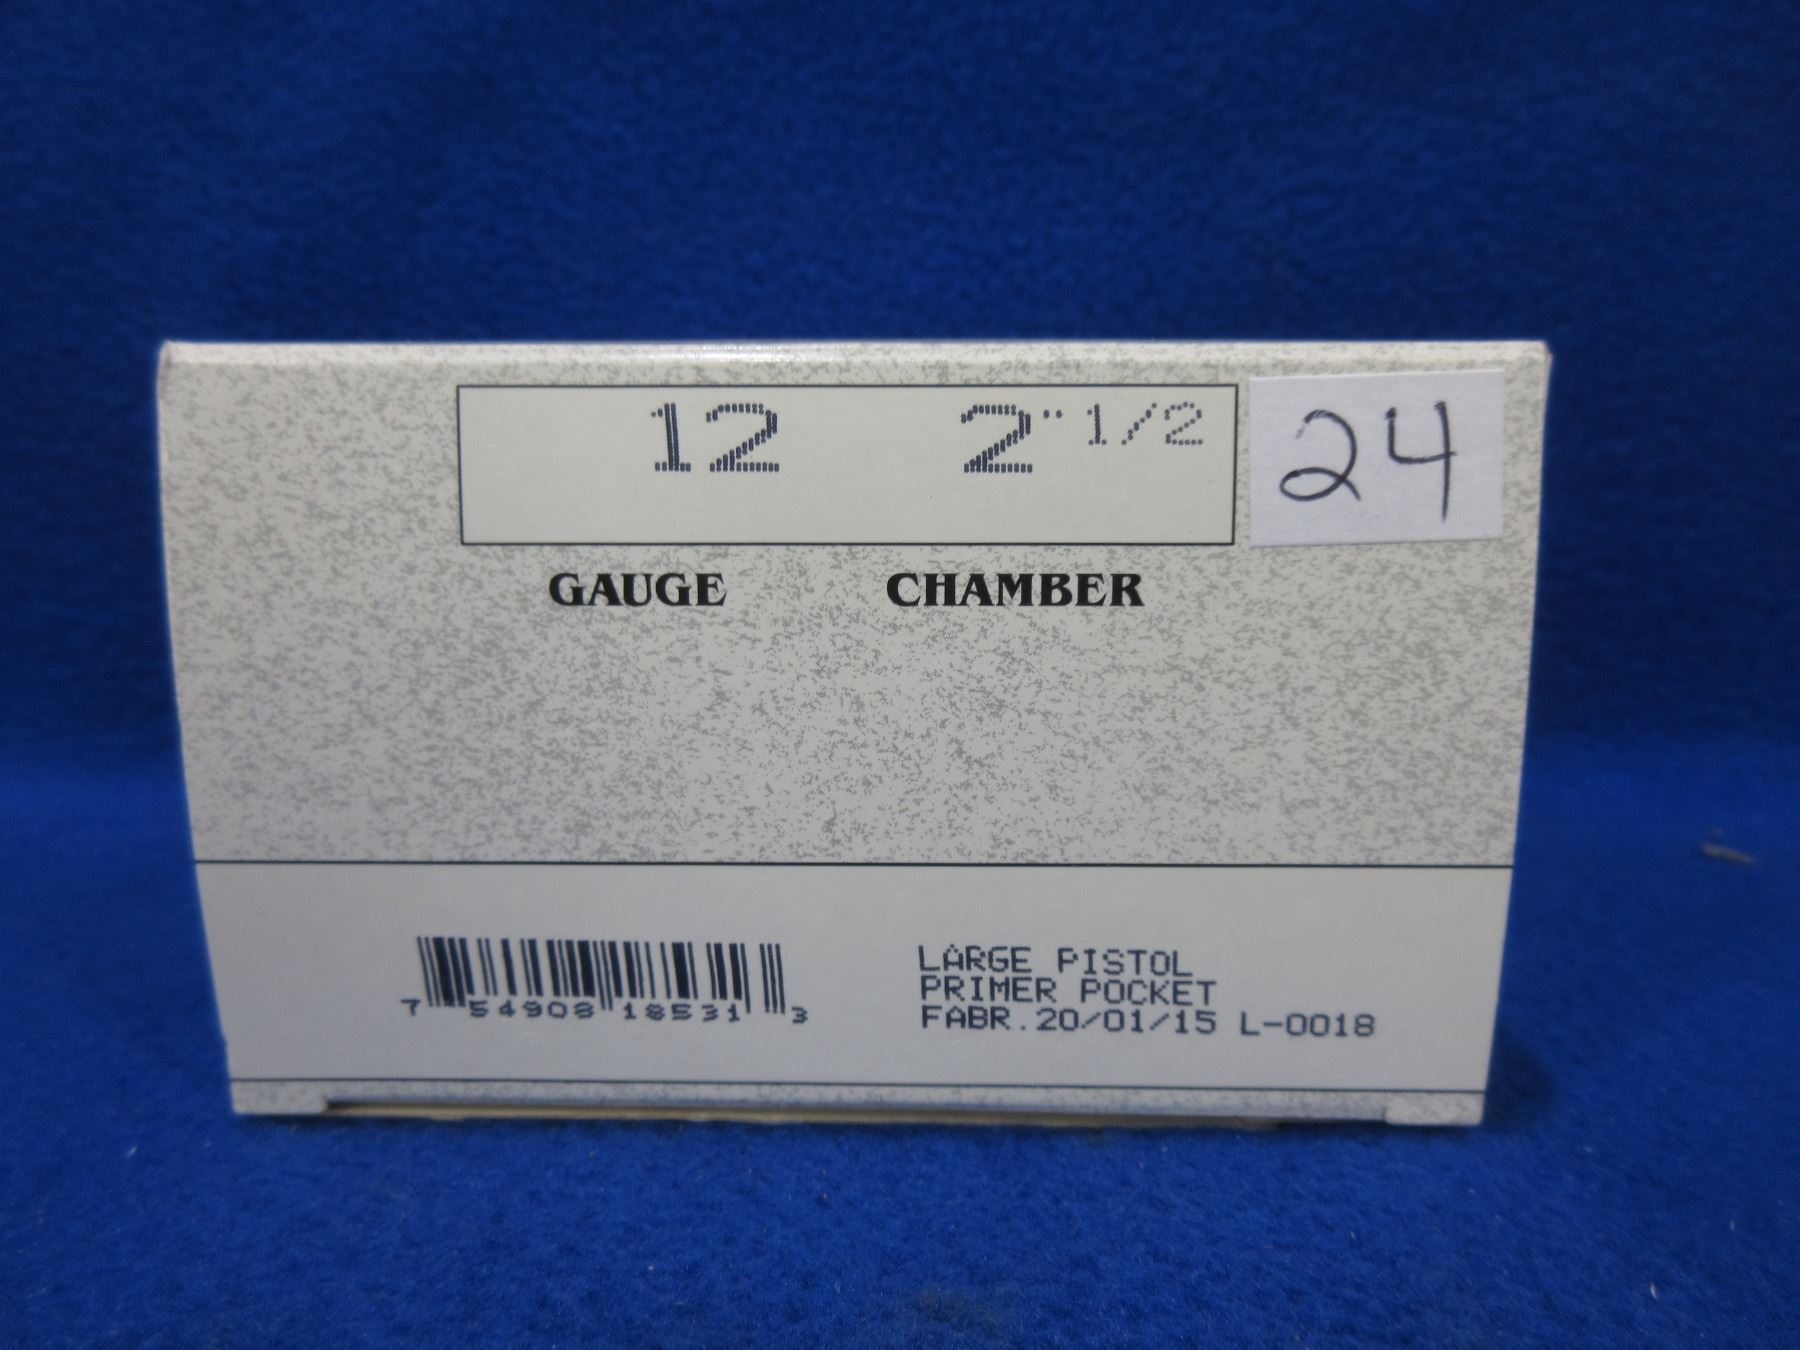 12 2" 1/2
24
GAUGE CHAMBER
LARGE PISTOL
PRIMER POCKET
FABR.20/01/15 L-0018
7 54908 18531 3